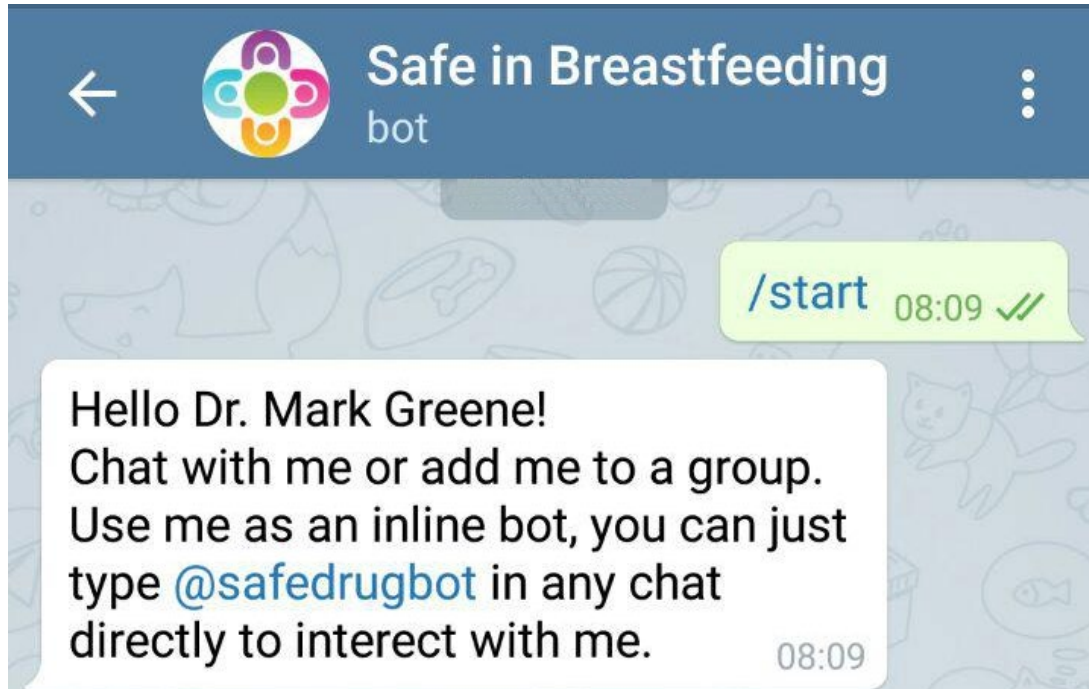 Safe in Breastfeeding
bot
/start 08:09
Hello Dr. Mark Greene!
Chat with me or add me to a group.
Use me as an inline bot, you can just
type @safedrugbot in any chat
directly to interect with me. 08:09